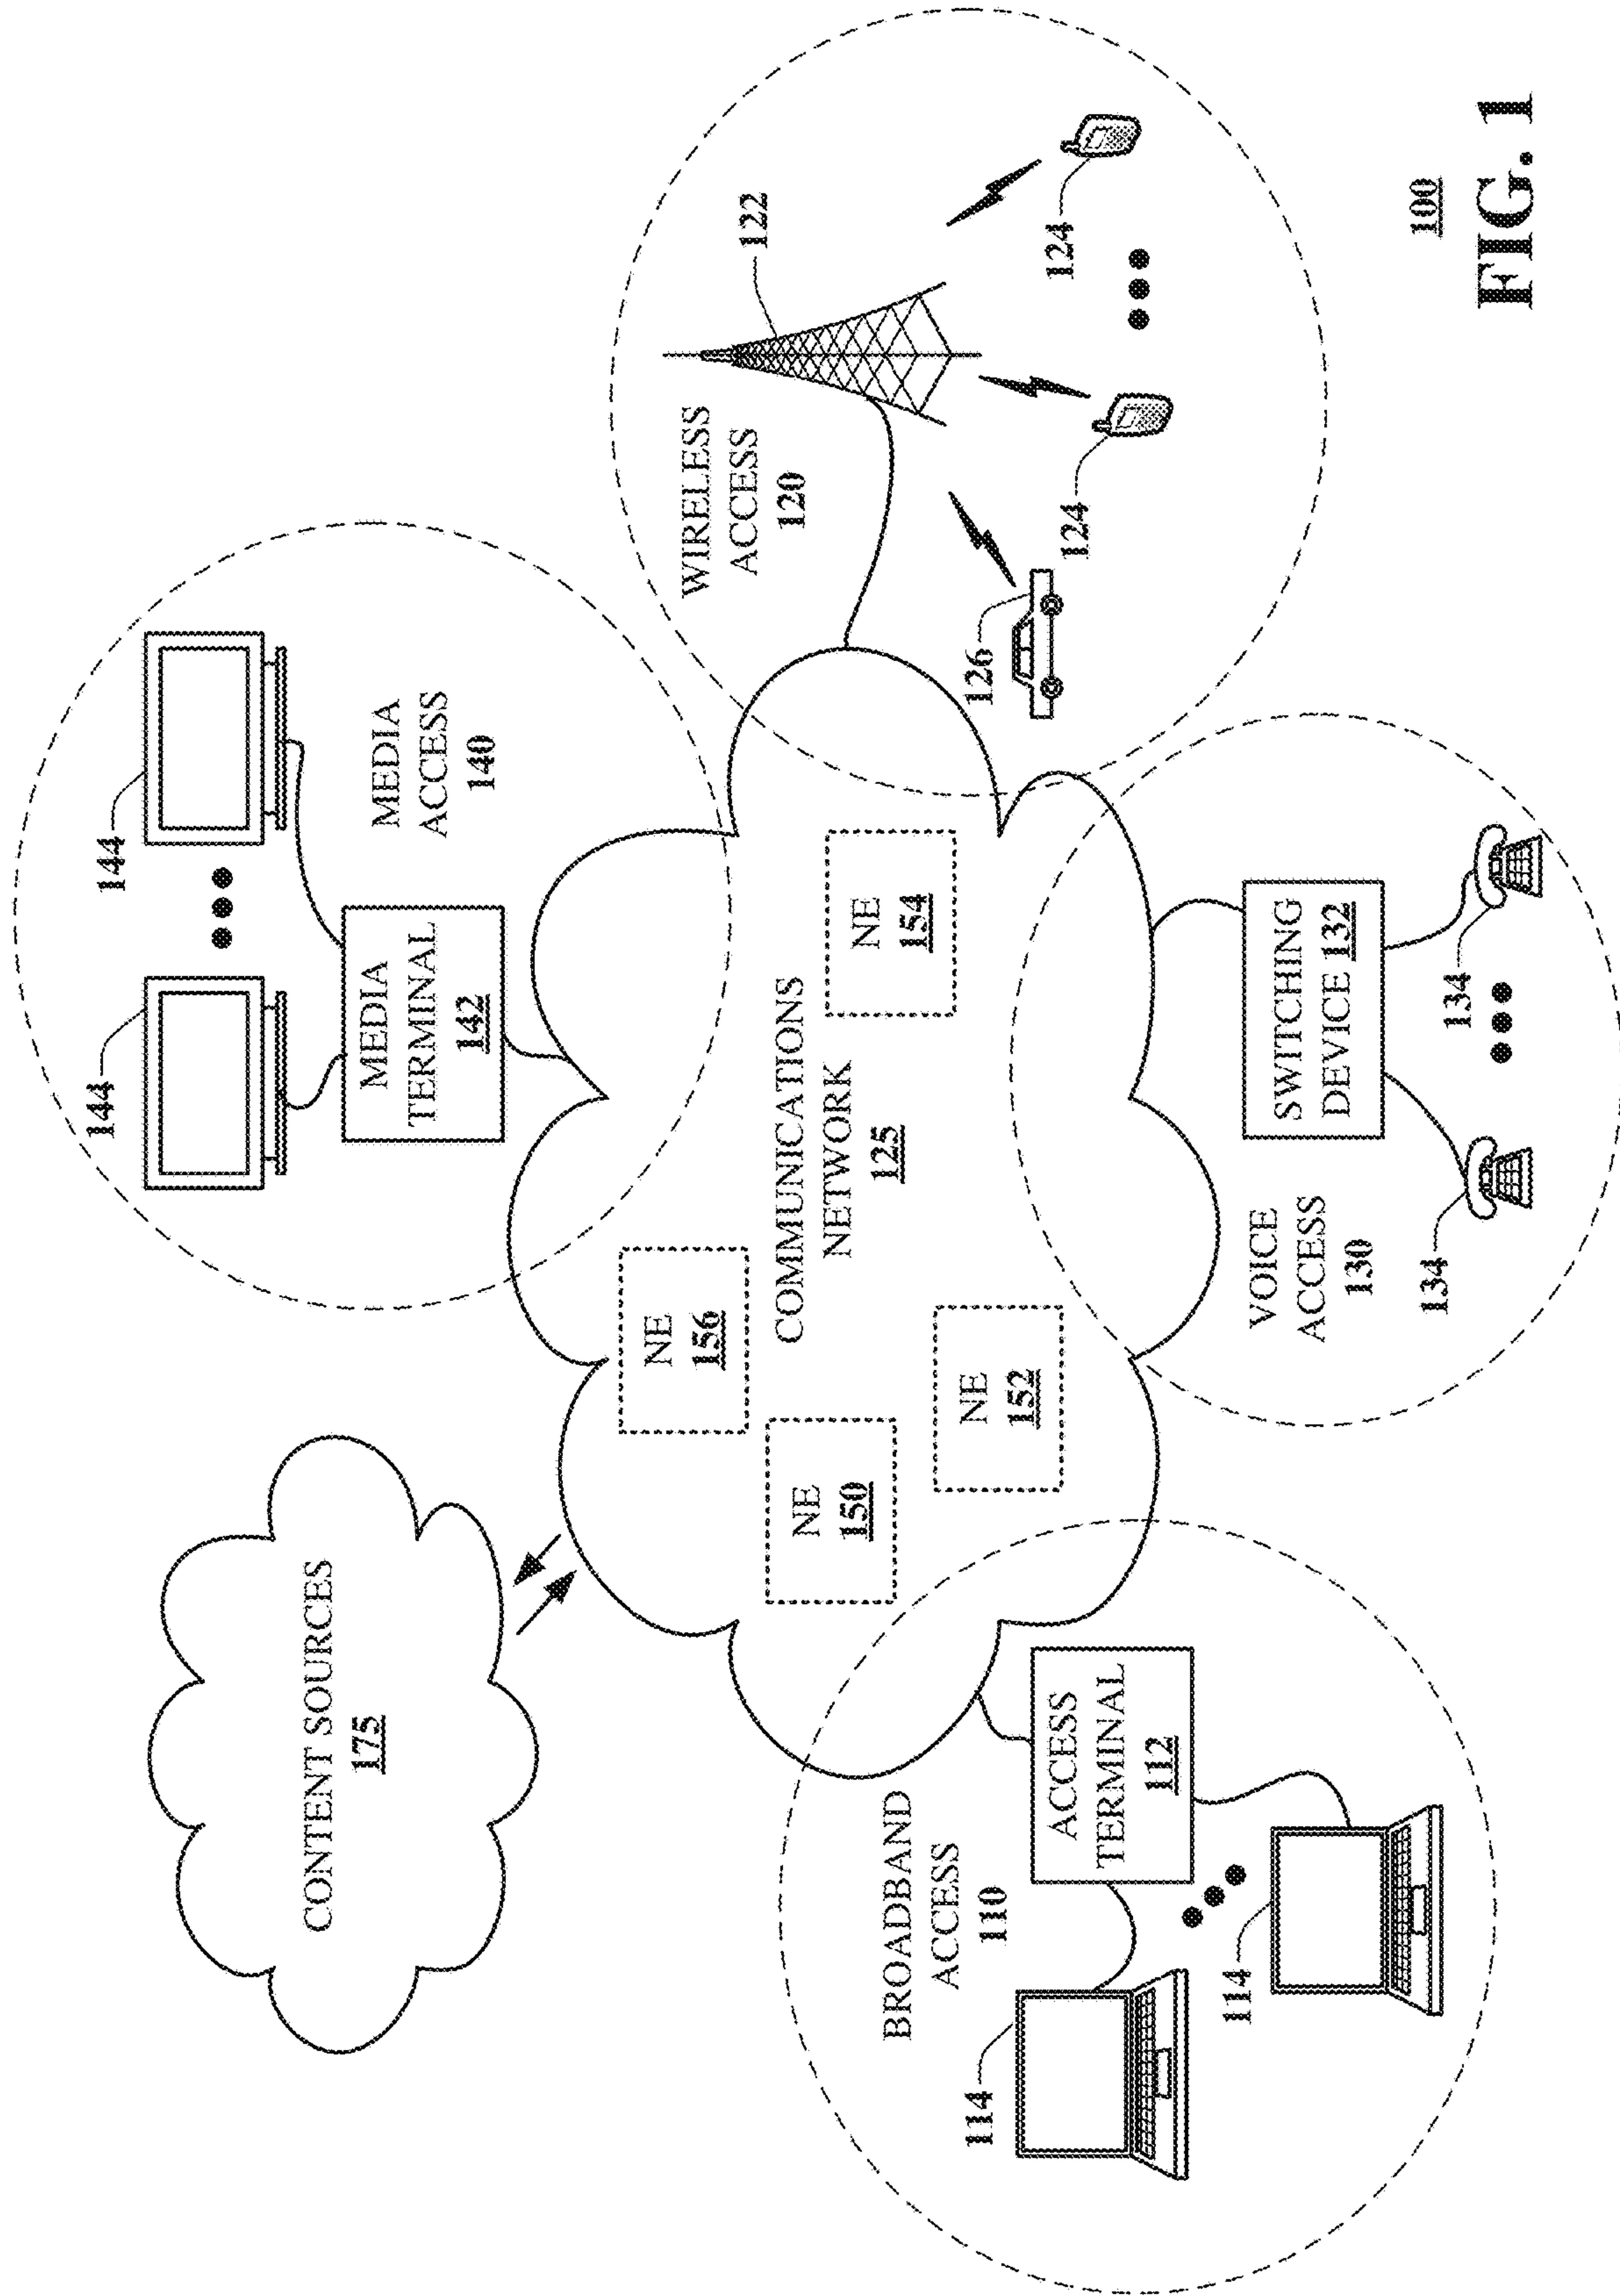 CONTENT SOURCES
175
144
144
MEDIA
TERMINAL
142
MEDIA
ACCESS
140
NE
156
NE
150
COMMUNICATIONS
NETWORK
125
NE
152
NE
154
WIRELESS
ACCESS
120
122
126
124
124
BROADBAND
ACCESS
110
ACCESS
TERMINAL
112
114
114
VOICE
ACCESS
130
SWITCHING
DEVICE 132
134
134
100
FIG. 1